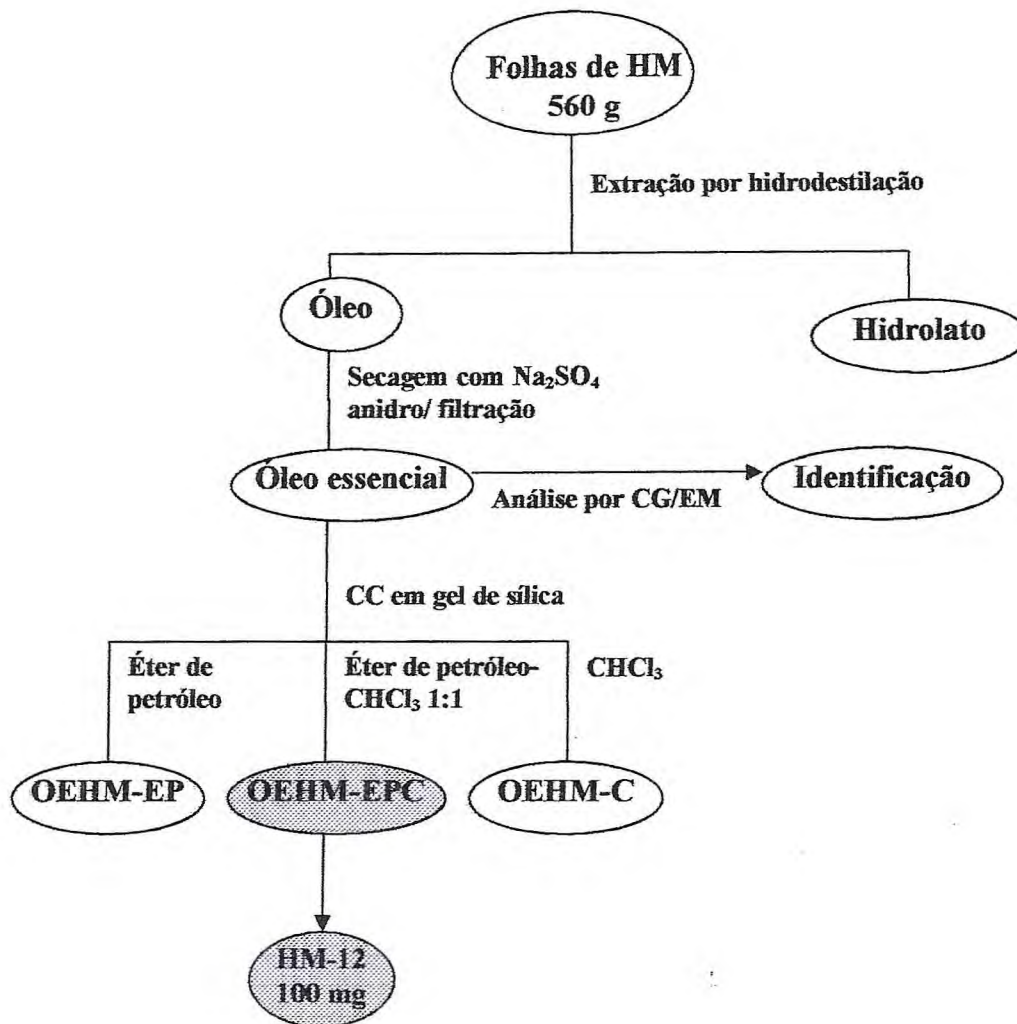 Folhas de HM
560 g
Extração por hidrodestilação
Óleo
Hidrolato
Secagem com Na₂SO₄
anidro/ filtração
Óleo essencial
Análise por CG/EM
Identificação
CC em gel de sílica
Éter de
petróleo
Éter de petróleo-
CHCl₃ 1:1
CHCl₃
OEHM-EP
OEHM-EPC
OEHM-C
HM-12
100 mg